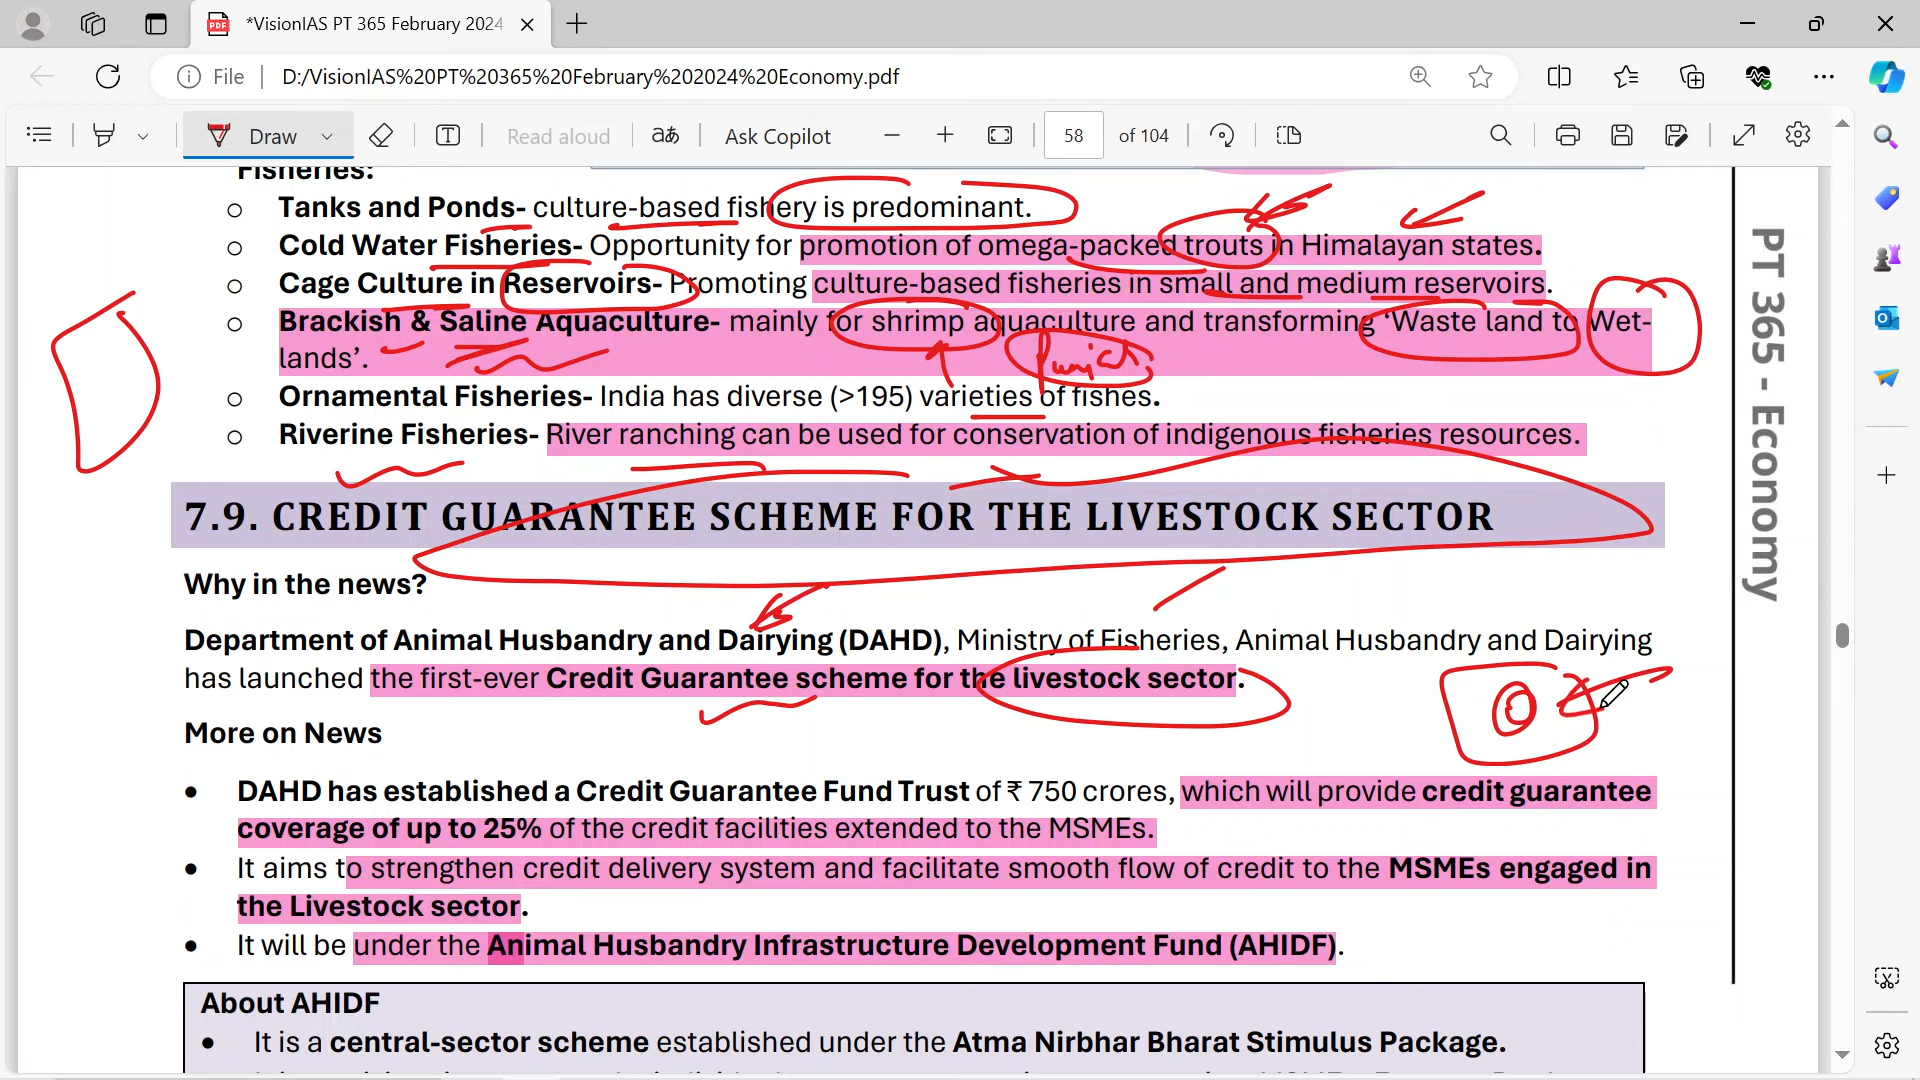 *VisionIAS PT 365 February 2024
File
D:/VisionIAS%20PT%20365%20February%202024%20Economy.pdf
Draw
Read aloud
aあ
Ask Copilot
58
of 104
Fisheries:
o Tanks and Ponds- culture-based fishery is predominant.
o Cold Water Fisheries- Opportunity for promotion of omega-packed trouts in Himalayan states.
o Cage Culture in Reservoirs- Promoting culture-based fisheries in small and medium reservoirs.
o Brackish & Saline Aquaculture- mainly for shrimp aquaculture and transforming ‘Waste land to Wet-
lands’.
o Ornamental Fisheries- India has diverse (>195) varieties of fishes.
o Riverine Fisheries- River ranching can be used for conservation of indigenous fisheries resources.
7.9. CREDIT GUARANTEE SCHEME FOR THE LIVESTOCK SECTOR
Why in the news?
Department of Animal Husbandry and Dairying (DAHD), Ministry of Fisheries, Animal Husbandry and Dairying
has launched the first-ever Credit Guarantee scheme for the livestock sector.
More on News
• DAHD has established a Credit Guarantee Fund Trust of ₹ 750 crores, which will provide credit guarantee
coverage of up to 25% of the credit facilities extended to the MSMEs.
• It aims to strengthen credit delivery system and facilitate smooth flow of credit to the MSMEs engaged in
the Livestock sector.
• It will be under the Animal Husbandry Infrastructure Development Fund (AHIDF).
About AHIDF
• It is a central-sector scheme established under the Atma Nirbhar Bharat Stimulus Package.
PT 365 - Economy